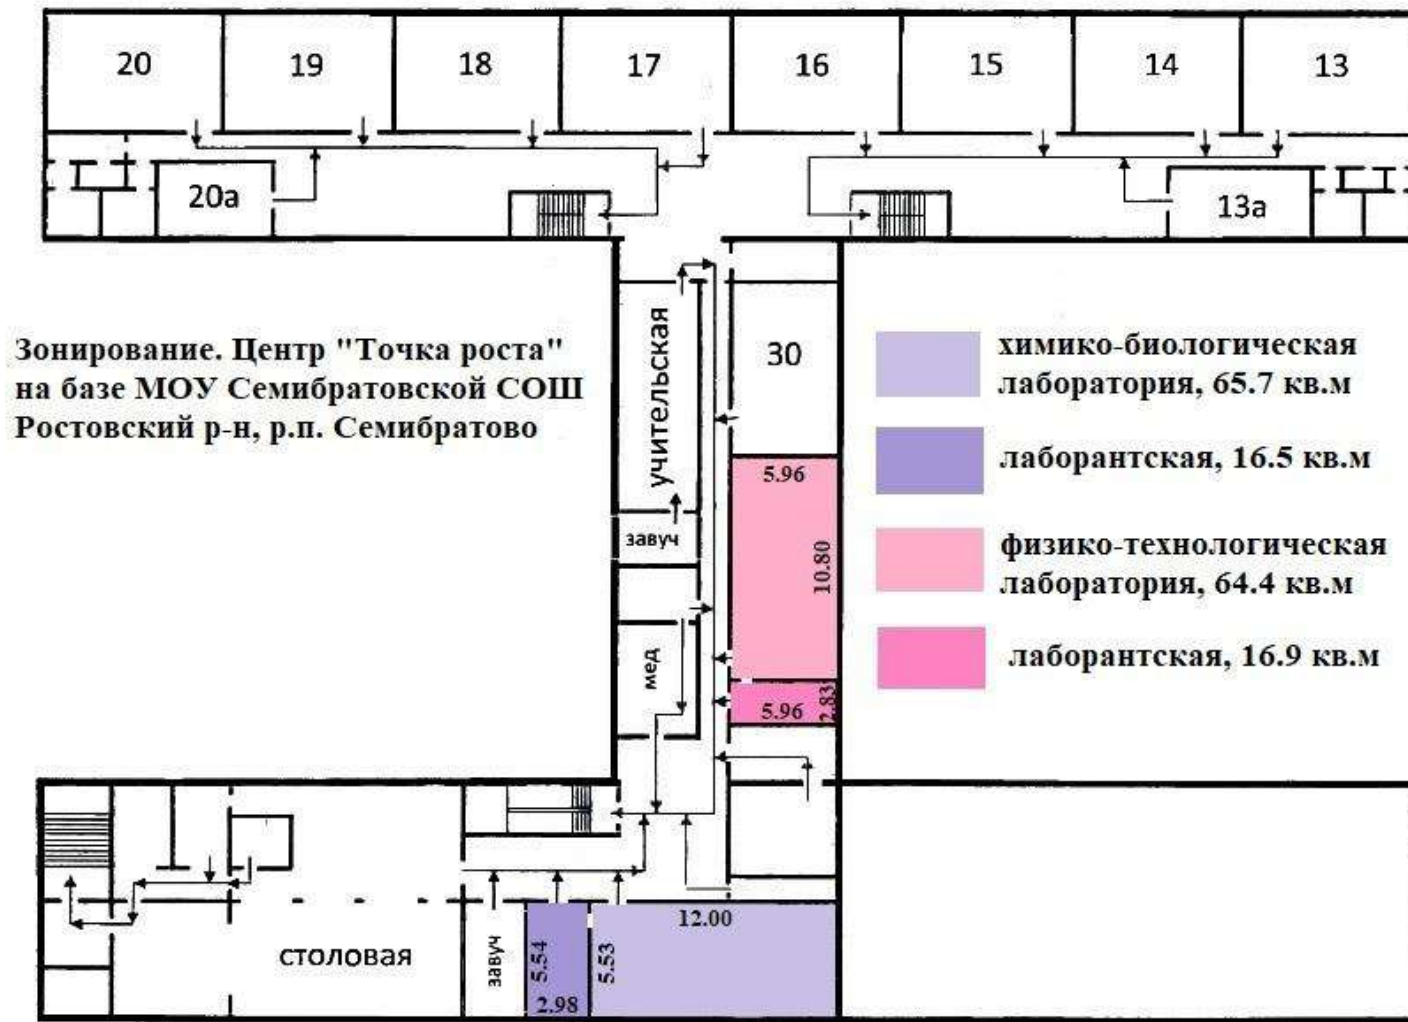 20
19
18
17
16
15
14
13
20а
13а
Зонирование. Центр "Точка роста"
на базе МОУ Семибратовской СОШ
Ростовский р-н, р.п. Семибратово
учительская
30
химико-биологическая
лаборатория, 65.7 кв.м
лаборантская, 16.5 кв.м
физико-технологическая
лаборатория, 64.4 кв.м
лаборантская, 16.9 кв.м
5.96
10.80
завуч
мед
5.96
2.83
столовая
завуч
5.54
2.98
5.53
12.00